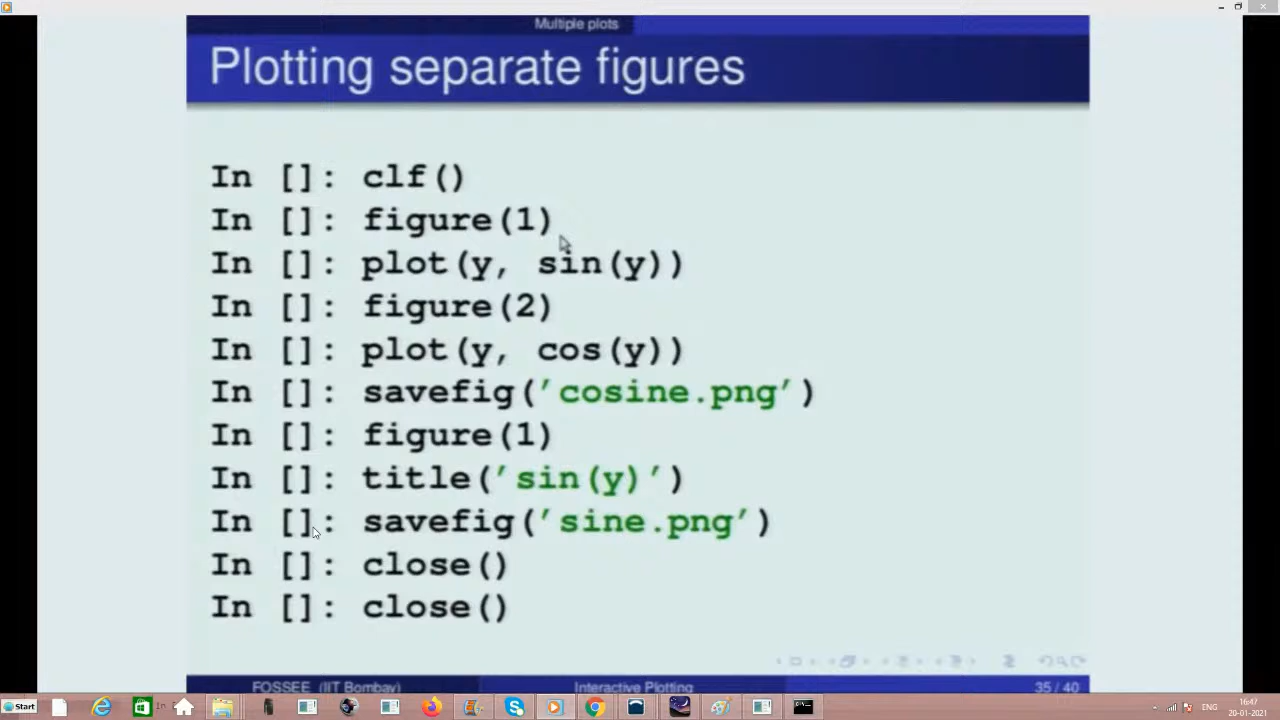 Multiple plots
Plotting separate figures
In []: clf()
In []: figure(1)
In []: plot(y, sin(y))
In []: figure(2)
In []: plot(y, cos(y))
In []: savefig('cosine.png')
In []: figure(1)
In []: title('sin(y)')
In []: savefig('sine.png')
In []: close()
In []: close()
FOSSEE (IIT Bombay) Interactive Plotting 35 / 40
Start In ENG 16:47
20-01-2021